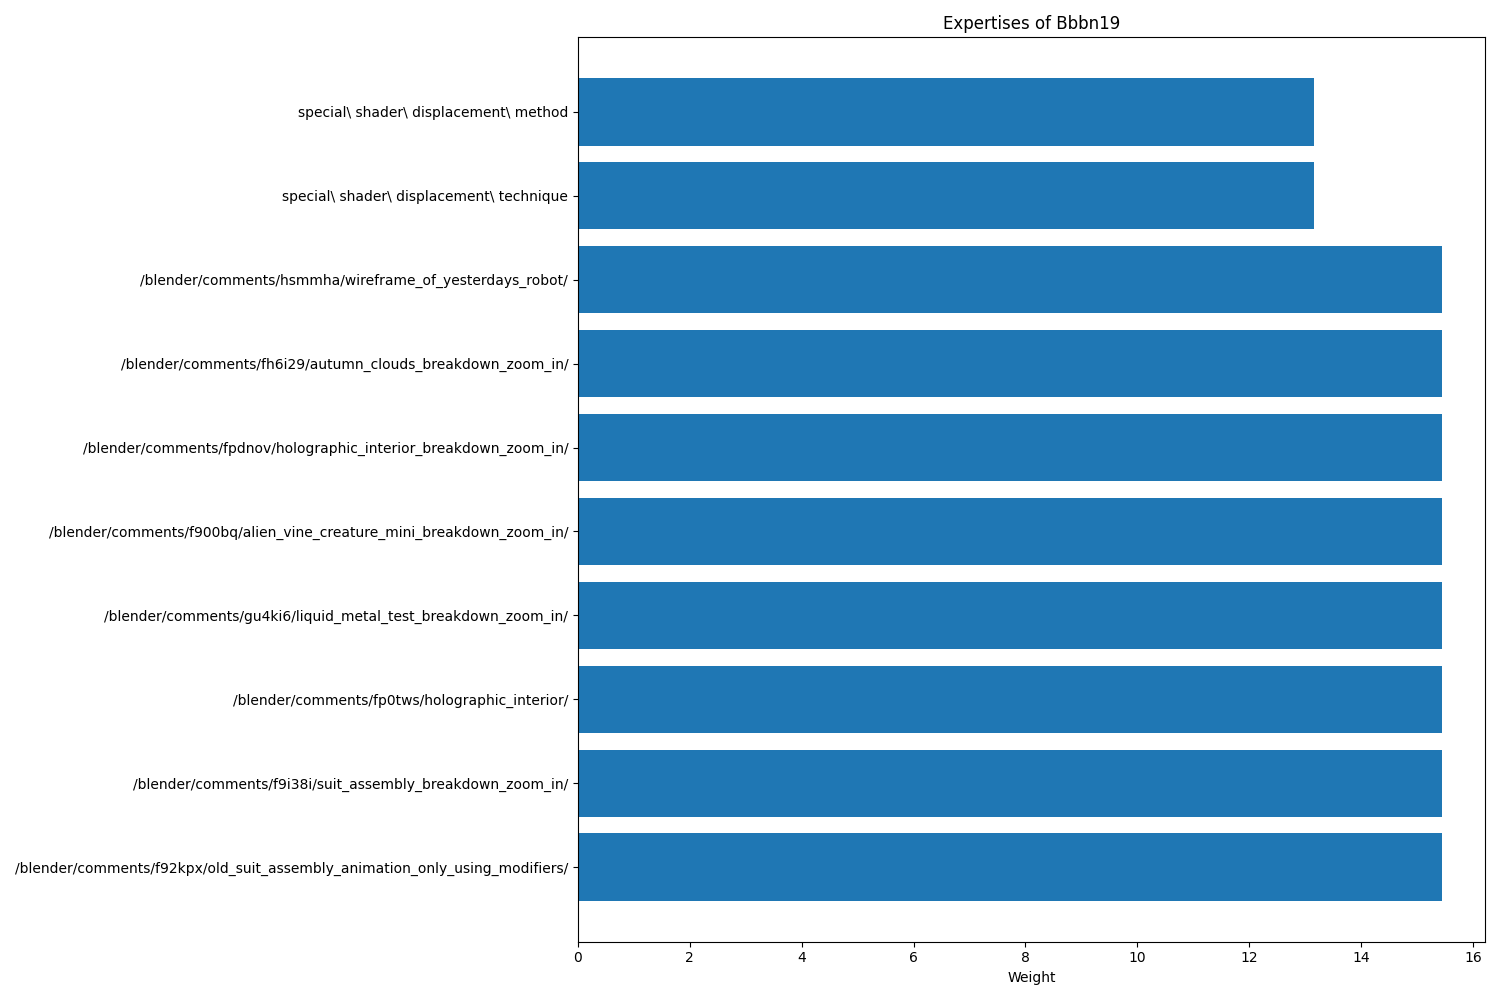 Expertises of Bbbn19
special\ shader\ displacement\ method
special\ shader\ displacement\ technique
/blender/comments/hsmmha/wireframe_of_yesterdays_robot/
/blender/comments/fh6i29/autumn_clouds_breakdown_zoom_in/
/blender/comments/fpdnov/holographic_interior_breakdown_zoom_in/
/blender/comments/f900bq/alien_vine_creature_mini_breakdown_zoom_in/
/blender/comments/gu4ki6/liquid_metal_test_breakdown_zoom_in/
/blender/comments/fp0tws/holographic_interior/
/blender/comments/f9i38i/suit_assembly_breakdown_zoom_in/
/blender/comments/f92kpx/old_suit_assembly_animation_only_using_modifiers/
0 2 4 6 8 10 12 14 16
Weight